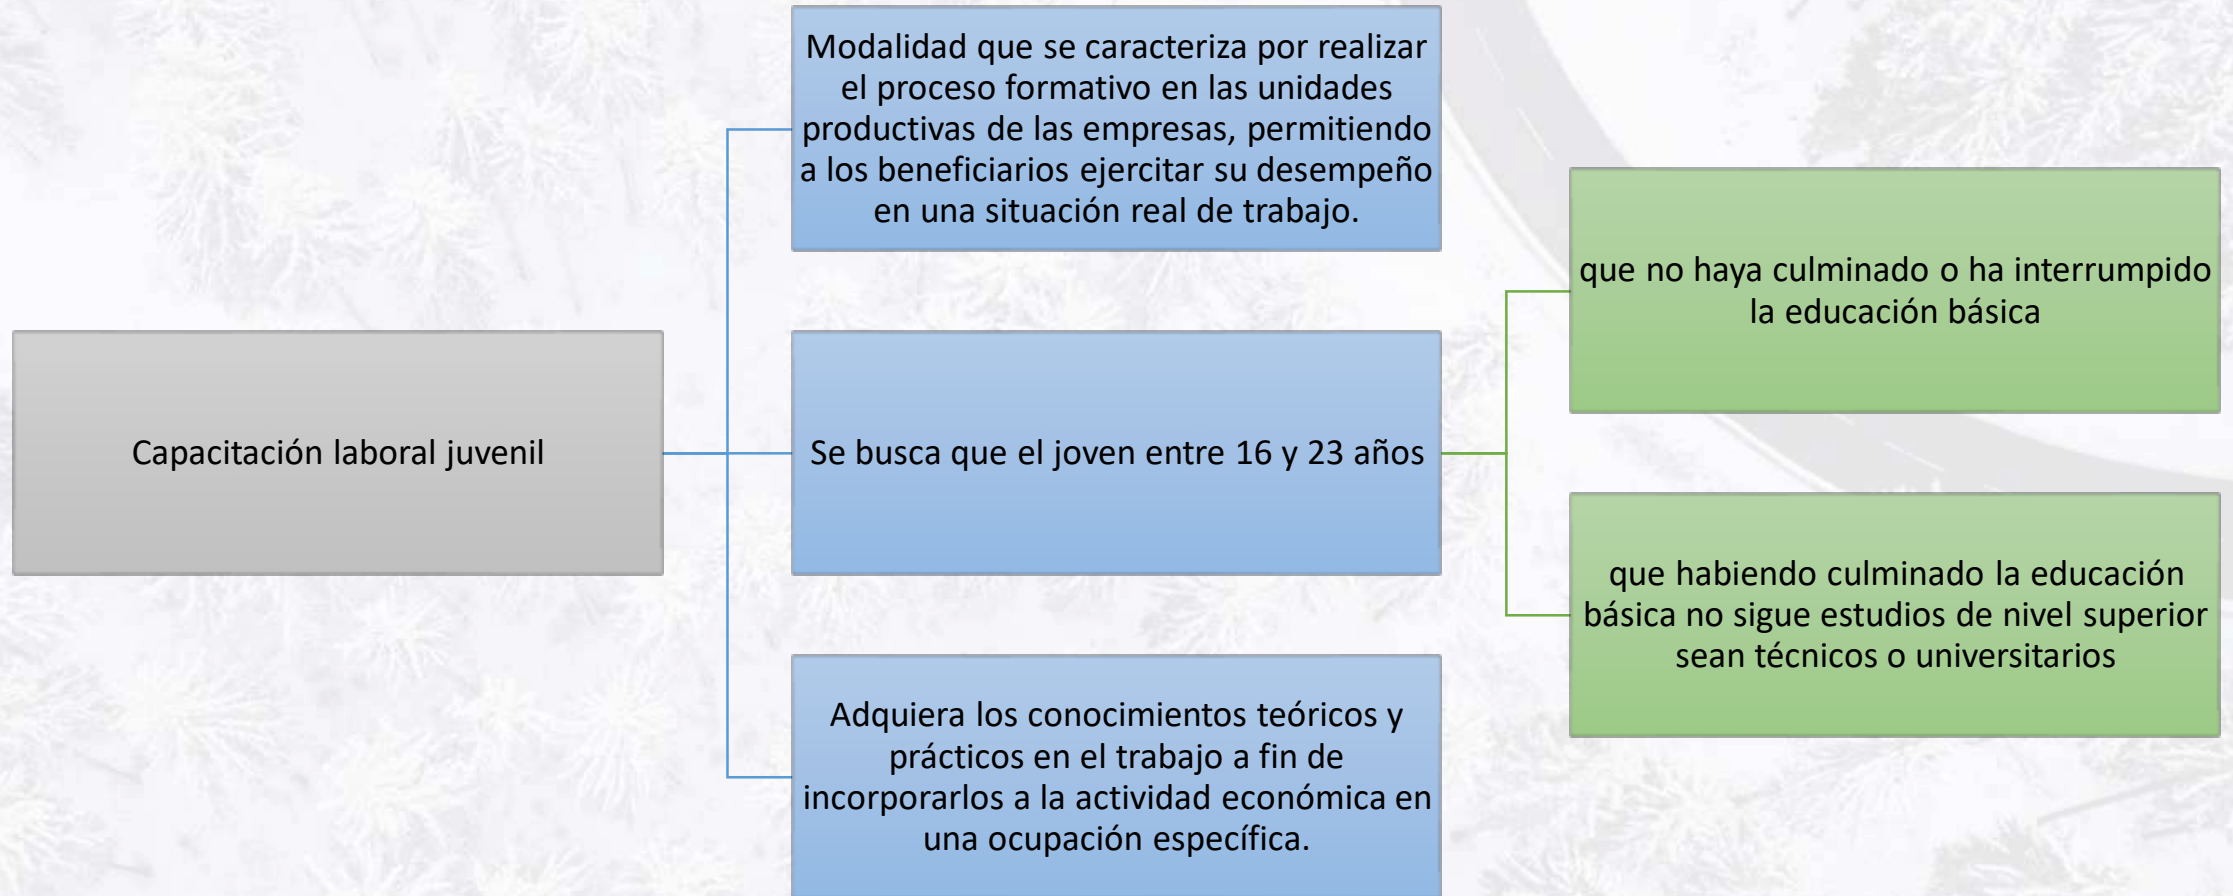 Capacitación laboral juvenil
Modalidad que se caracteriza por realizar
el proceso formativo en las unidades
productivas de las empresas, permitiendo
a los beneficiarios ejercitar su desempeño
en una situación real de trabajo.
Se busca que el joven entre 16 y 23 años
que no haya culminado o ha interrumpido
la educación básica
que habiendo culminado la educación
básica no sigue estudios de nivel superior
sean técnicos o universitarios
Adquiera los conocimientos teóricos y
prácticos en el trabajo a fin de
incorporarlos a la actividad económica en
una ocupación específica.